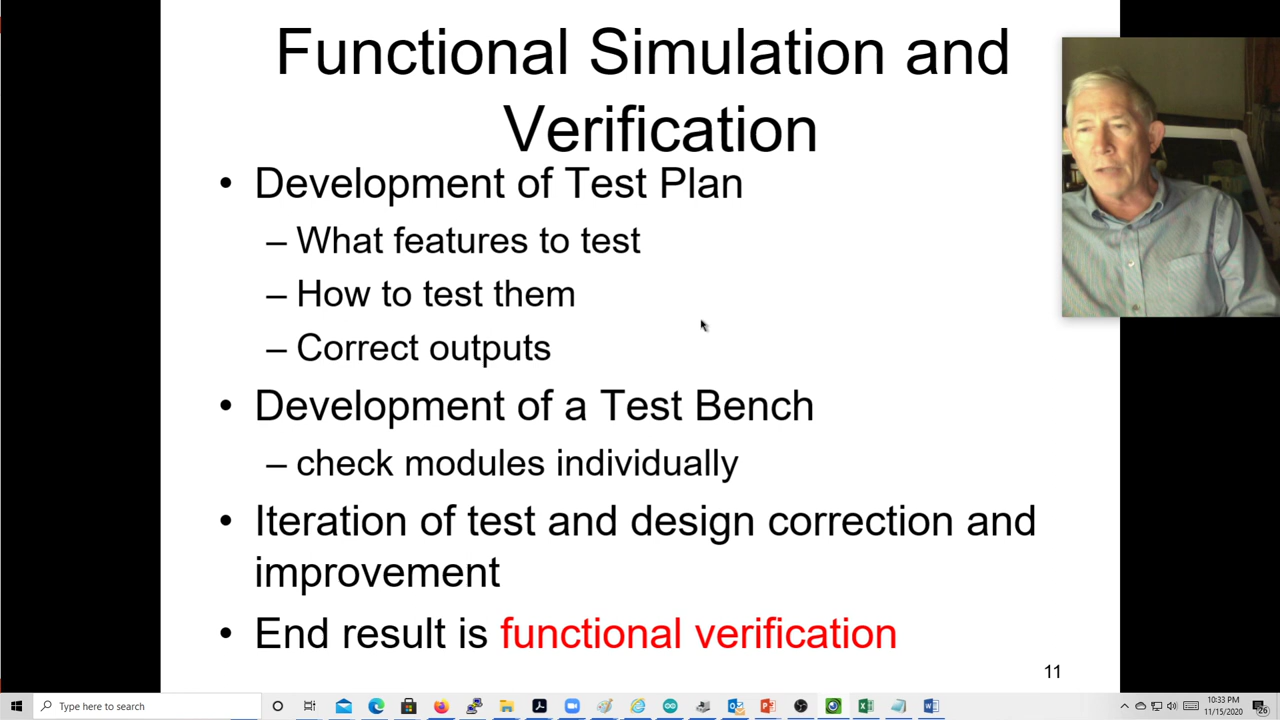 Functional Simulation and
Verification
• Development of Test Plan
– What features to test
– How to test them
– Correct outputs
• Development of a Test Bench
– check modules individually
• Iteration of test and design correction and
improvement
• End result is functional verification
11
Type here to search
10:33 PM
11/15/2020
26